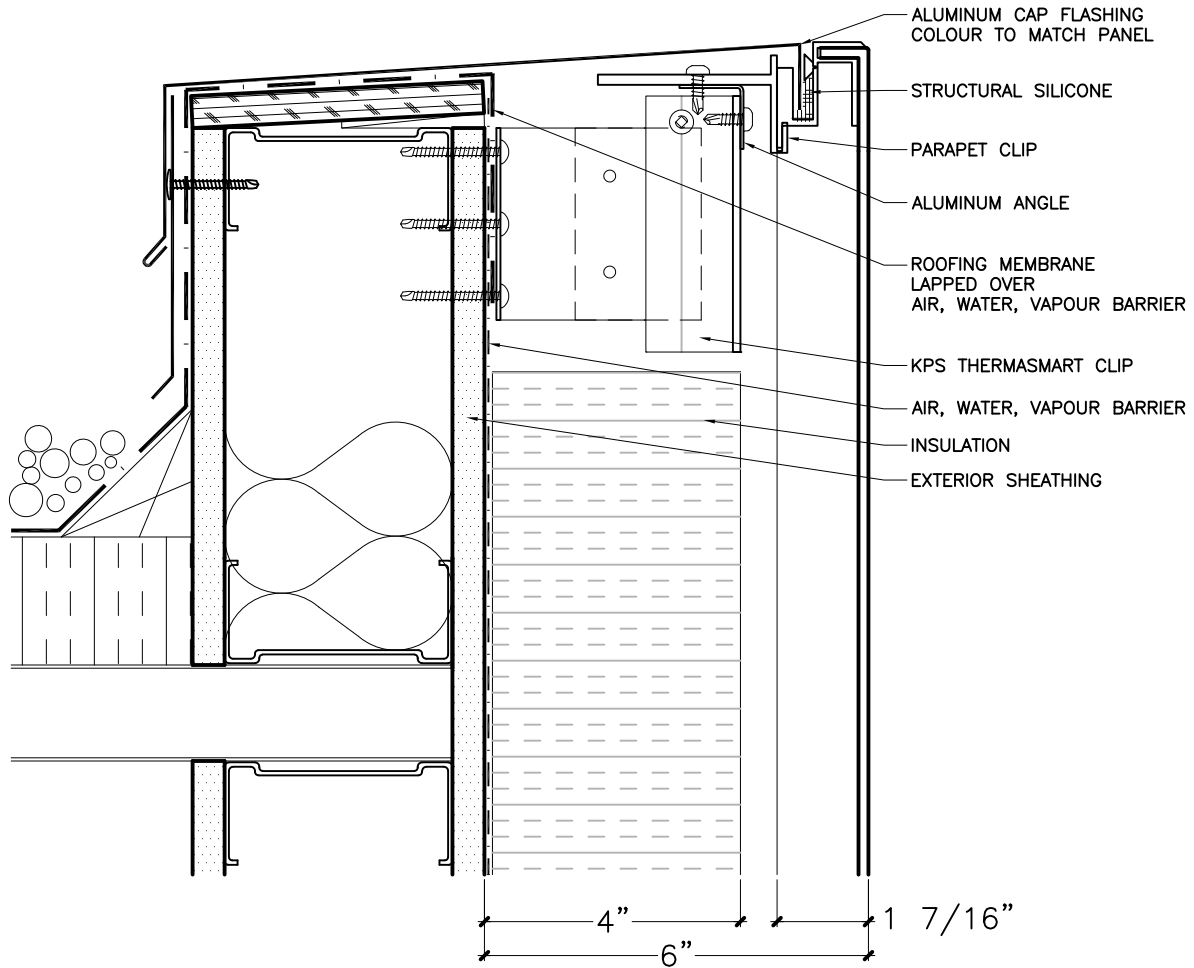 ALUMINUM CAP FLASHING
COLOUR TO MATCH PANEL
STRUCTURAL SILICONE
PARAPET CLIP
ALUMINUM ANGLE
ROOFING MEMBRANE
LAPPED OVER
AIR, WATER, VAPOUR BARRIER
KPS THERMASMART CLIP
AIR, WATER, VAPOUR BARRIER
INSULATION
EXTERIOR SHEATHING
4”
1 7/16”
6”